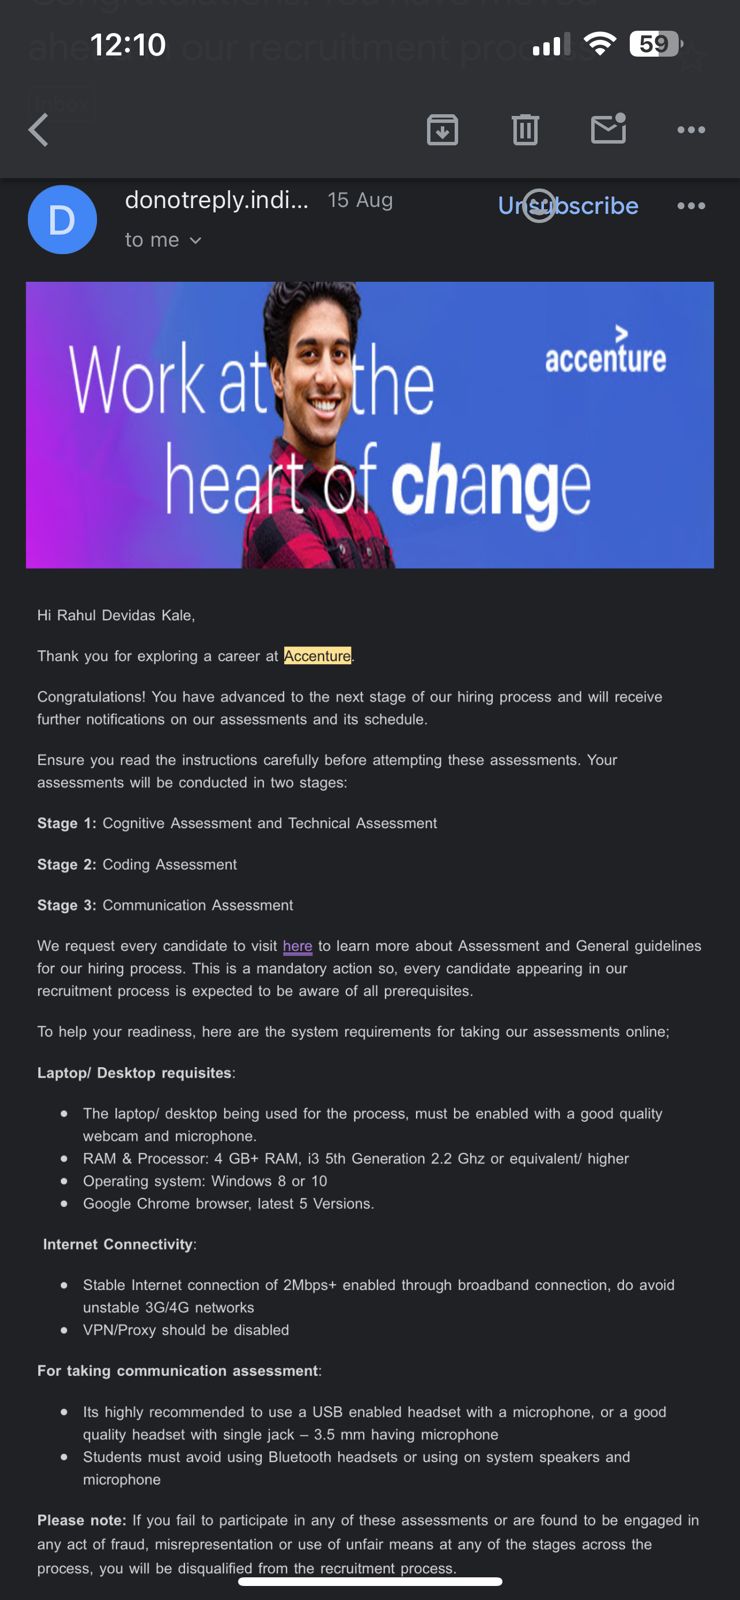 Congratulations! You have moved
ahead in our recruitment process
Inbox
12:10
59
D
donotreply.indi... 15 Aug
Unsubscribe
to me
Work at the
heart of change
accenture
Hi Rahul Devidas Kale,
Thank you for exploring a career at Accenture.
Congratulations! You have advanced to the next stage of our hiring process and will receive
further notifications on our assessments and its schedule.
Ensure you read the instructions carefully before attempting these assessments. Your
assessments will be conducted in two stages:
Stage 1: Cognitive Assessment and Technical Assessment
Stage 2: Coding Assessment
Stage 3: Communication Assessment
We request every candidate to visit here to learn more about Assessment and General guidelines
for our hiring process. This is a mandatory action so, every candidate appearing in our
recruitment process is expected to be aware of all prerequisites.
To help your readiness, here are the system requirements for taking our assessments online;
Laptop/ Desktop requisites:
• The laptop/ desktop being used for the process, must be enabled with a good quality
webcam and microphone.
• RAM & Processor: 4 GB+ RAM, i3 5th Generation 2.2 Ghz or equivalent/ higher
• Operating system: Windows 8 or 10
• Google Chrome browser, latest 5 Versions.
Internet Connectivity:
• Stable Internet connection of 2Mbps+ enabled through broadband connection, do avoid
unstable 3G/4G networks
• VPN/Proxy should be disabled
For taking communication assessment:
• Its highly recommended to use a USB enabled headset with a microphone, or a good
quality headset with single jack – 3.5 mm having microphone
• Students must avoid using Bluetooth headsets or using on system speakers and
microphone
Please note: If you fail to participate in any of these assessments or are found to be engaged in
any act of fraud, misrepresentation or use of unfair means at any of the stages across the
process, you will be disqualified from the recruitment process.